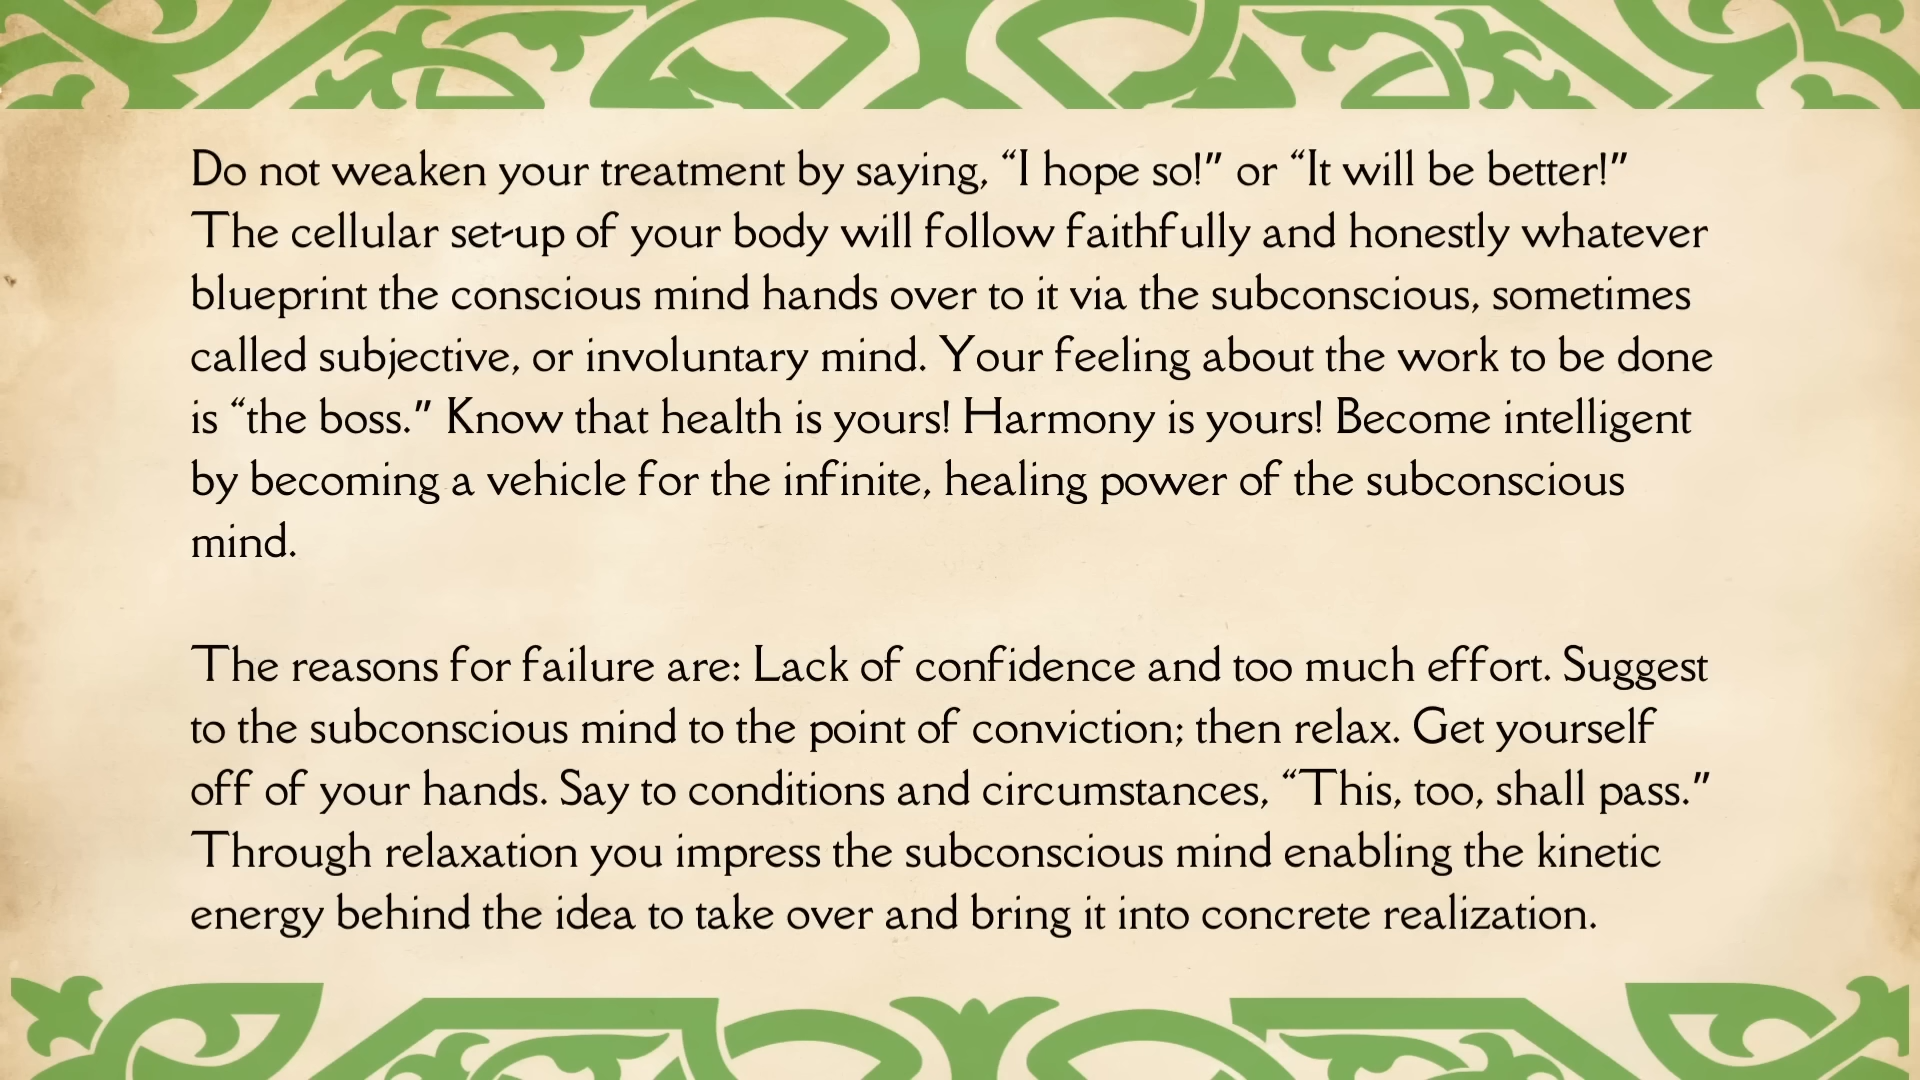 Do not weaken your treatment by saying, “I hope so!” or “It will be better!”
The cellular set-up of your body will follow faithfully and honestly whatever
blueprint the conscious mind hands over to it via the subconscious, sometimes
called subjective, or involuntary mind. Your feeling about the work to be done
is “the boss.” Know that health is yours! Harmony is yours! Become intelligent
by becoming a vehicle for the infinite, healing power of the subconscious
mind.
The reasons for failure are: Lack of confidence and too much effort. Suggest
to the subconscious mind to the point of conviction; then relax. Get yourself
off of your hands. Say to conditions and circumstances, “This, too, shall pass.”
Through relaxation you impress the subconscious mind enabling the kinetic
energy behind the idea to take over and bring it into concrete realization.